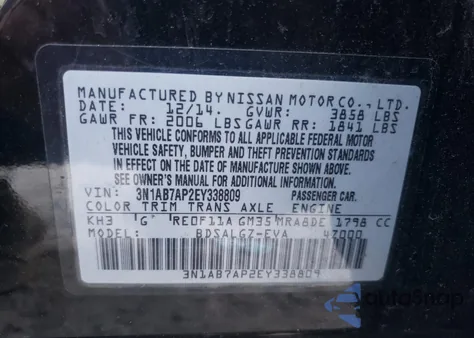 MANUFACTURED BY NISSAN MOTOR CO., LTD.
DATE: 12/14. GVWR: 3858 LBS
GAWR FR: 2006 LBS GAWR RR: 1841 LBS
THIS VEHICLE CONFORMS TO ALL APPLICABLE FEDERAL MOTOR
VEHICLE SAFETY, BUMPER AND THEFT PREVENTION STANDARDS
IN EFFECT ON THE DATE OF MANUFACTURE SHOWN ABOVE.
SEE OWNER'S MANUAL FOR ADDITIONAL INFORMATION.
VIN: 3N1AB7AP2EY338809 PASSENGER CAR.
COLOR TRIM TRANS AXLE ENGINE
KH3 G RE0F11A GM35 MRA8DE 1798 CC
MODEL: BDSALGZ-EVA 47000
3N1AB7AP2EY338809
AutoSnap